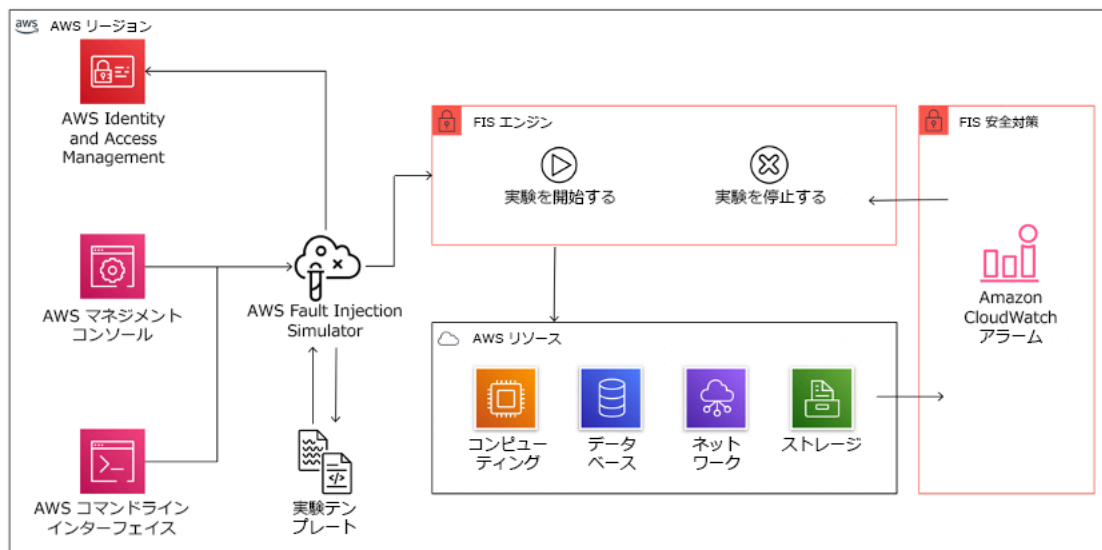 aws AWS リージョン
AWS Identity
and Access
Management
AWS マネジメント
コンソール
AWS コマンドライン
インターフェイス
AWS Fault Injection
Simulator
実験テン
プレート
FIS エンジン
実験を開始する
実験を停止する
AWS リソース
コンピュー
ティング
データ
ベース
ネット
ワーク
ストレージ
FIS 安全対策
Amazon
CloudWatch
アラーム